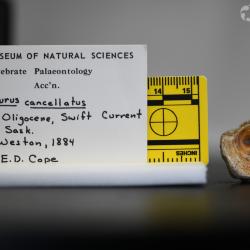 SEUM OF NATURAL SCIENCES
tebrate Palaeontology
Acc'n.
urus cancellatus
Oligocene, Swift Current
Sask.
Weston, 1884
E.D. Cope
14 15